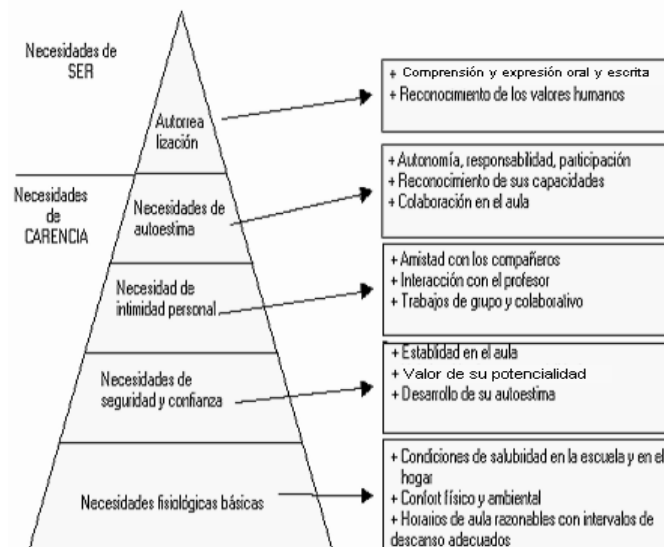 Necesidades de
SER
Autorrea
lización
+ Comprensión y expresión oral y escrita
+ Reconocimiento de los valores humanos
Necesidades
de
CARENCIA
Necesidades de
autoestima
+ Autonomía, responsabilidad, participación
+ Reconocimiento de sus capacidades
+ Colaboración en el aula
Necesidad de
intimidad personal
+ Amistad con los compañeros
+ Interacción con el profesor
+ Trabajos de grupo y colaborativo
Necesidades de
seguridad y confianza
+ Establidad en el aula
+ Valor de su potencialidad
+ Desarrollo de su autoestima
Necesidades fisiológicas básicas
+ Condiciones de salubidad en la escuela y en el
hogar
+ Confort físico y ambiental
+ Horarios de aula razonables con intervalos de
descanso adecuados